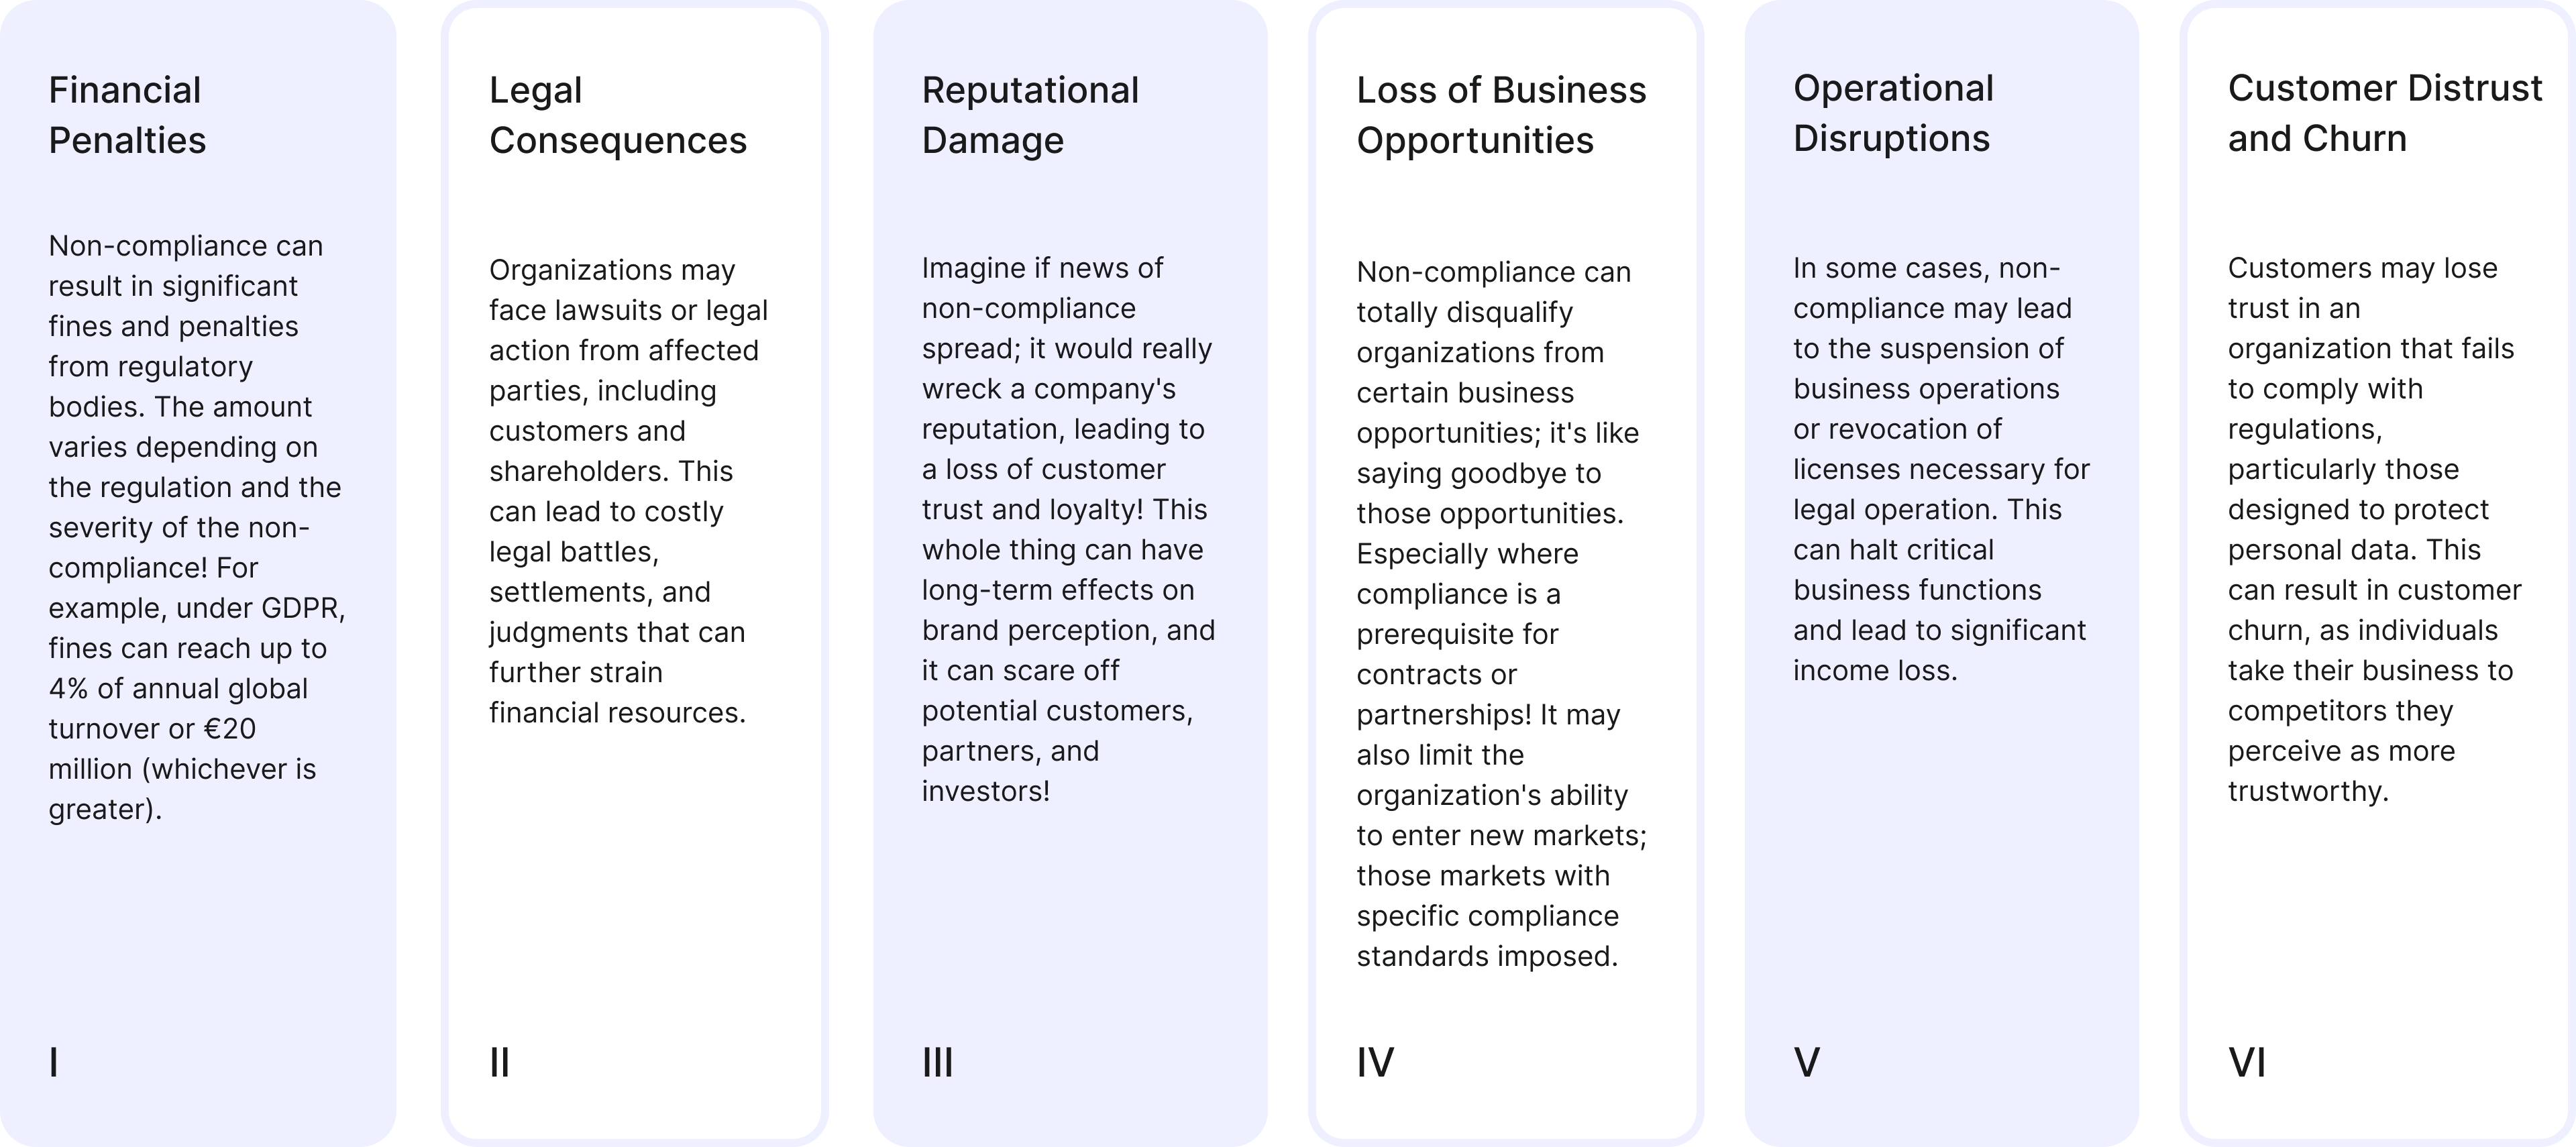 Financial
Penalties
Non-compliance can
result in significant
fines and penalties
from regulatory
bodies. The amount
varies depending on
the regulation and the
severity of the non-
compliance! For
example, under GDPR,
fines can reach up to
4% of annual global
turnover or €20
million (whichever is
greater).
I
Legal
Consequences
Organizations may
face lawsuits or legal
action from affected
parties, including
customers and
shareholders. This
can lead to costly
legal battles,
settlements, and
judgments that can
further strain
financial resources.
II
Reputational
Damage
Imagine if news of
non-compliance
spread; it would really
wreck a company's
reputation, leading to
a loss of customer
trust and loyalty! This
whole thing can have
long-term effects on
brand perception, and
it can scare off
potential customers,
partners, and
investors!
III
Loss of Business
Opportunities
Non-compliance can
totally disqualify
organizations from
certain business
opportunities; it's like
saying goodbye to
those opportunities.
Especially where
compliance is a
prerequisite for
contracts or
partnerships! It may
also limit the
organization's ability
to enter new markets;
those markets with
specific compliance
standards imposed.
IV
Operational
Disruptions
In some cases, non-
compliance may lead
to the suspension of
business operations
or revocation of
licenses necessary for
legal operation. This
can halt critical
business functions
and lead to significant
income loss.
V
Customer Distrust
and Churn
Customers may lose
trust in an
organization that fails
to comply with
regulations,
particularly those
designed to protect
personal data. This
can result in customer
churn, as individuals
take their business to
competitors they
perceive as more
trustworthy.
VI